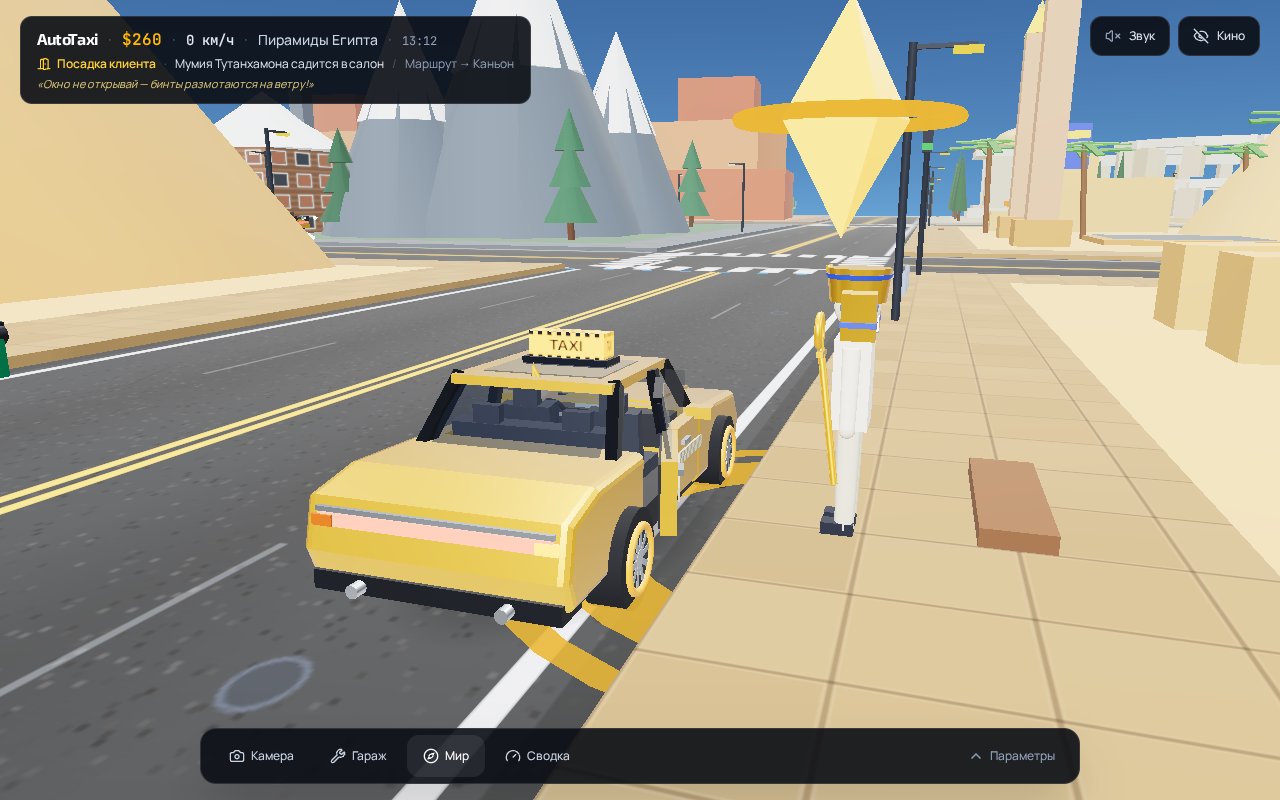 AutoTaxi · $260 · 0 км/ч · Пирамиды Египта · 13:12
Посадка клиента · Мумия Тутанхамона садится в салон / Маршрут → Каньон
«Окно не открывай — бинты размотаются на ветру!»
Звук
Кино
TAXI
Камера
Гараж
Мир
Сводка
Параметры